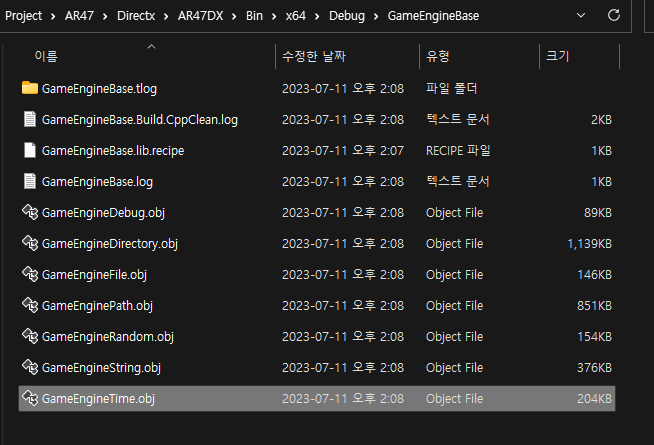 Project > AR47 > Directx > AR47DX > Bin > x64 > Debug > GameEngineBase
이름 수정한 날짜 유형 크기
GameEngineBase.tlog 2023-07-11 오후 2:08 파일 폴더
GameEngineBase.Build.CppClean.log 2023-07-11 오후 2:08 텍스트 문서 2KB
GameEngineBase.lib.recipe 2023-07-11 오후 2:07 RECIPE 파일 1KB
GameEngineBase.log 2023-07-11 오후 2:08 텍스트 문서 1KB
GameEngineDebug.obj 2023-07-11 오후 2:08 Object File 89KB
GameEngineDirectory.obj 2023-07-11 오후 2:08 Object File 1,139KB
GameEngineFile.obj 2023-07-11 오후 2:08 Object File 146KB
GameEnginePath.obj 2023-07-11 오후 2:08 Object File 851KB
GameEngineRandom.obj 2023-07-11 오후 2:08 Object File 154KB
GameEngineString.obj 2023-07-11 오후 2:08 Object File 376KB
GameEngineTime.obj 2023-07-11 오후 2:08 Object File 204KB